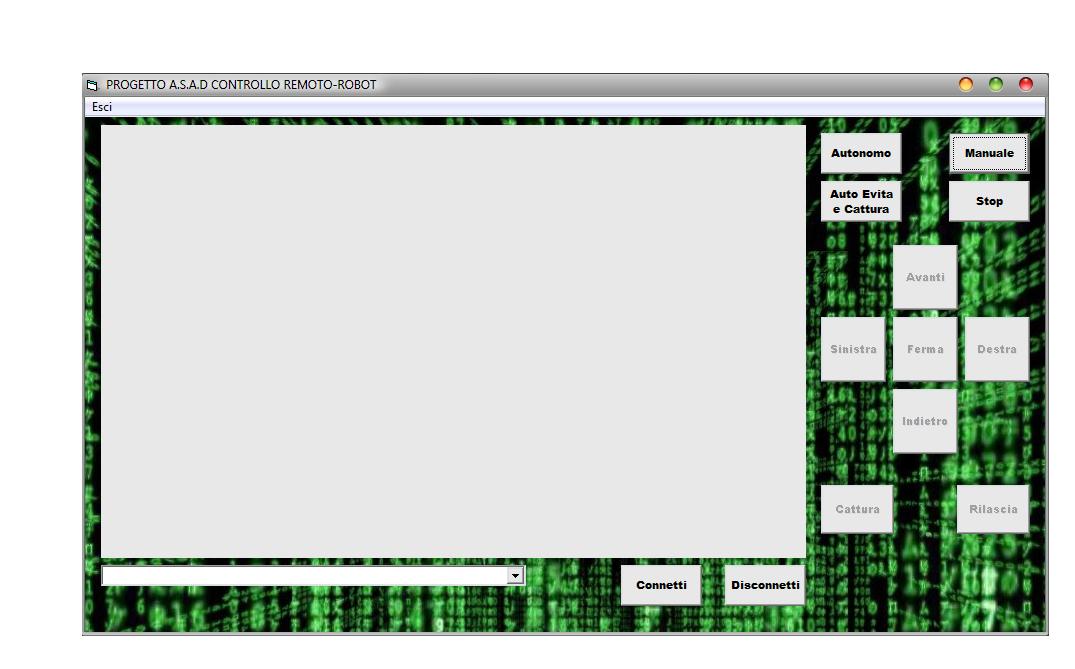 PROGETTO A.S.A.D CONTROLLO REMOTO-ROBOT
Esci
Autonomo
Manuale
Auto Evita
e Cattura
Stop
Avanti
Sinistra
Ferma
Destra
Indietro
Cattura
Rilascia
Connetti
Disconnetti